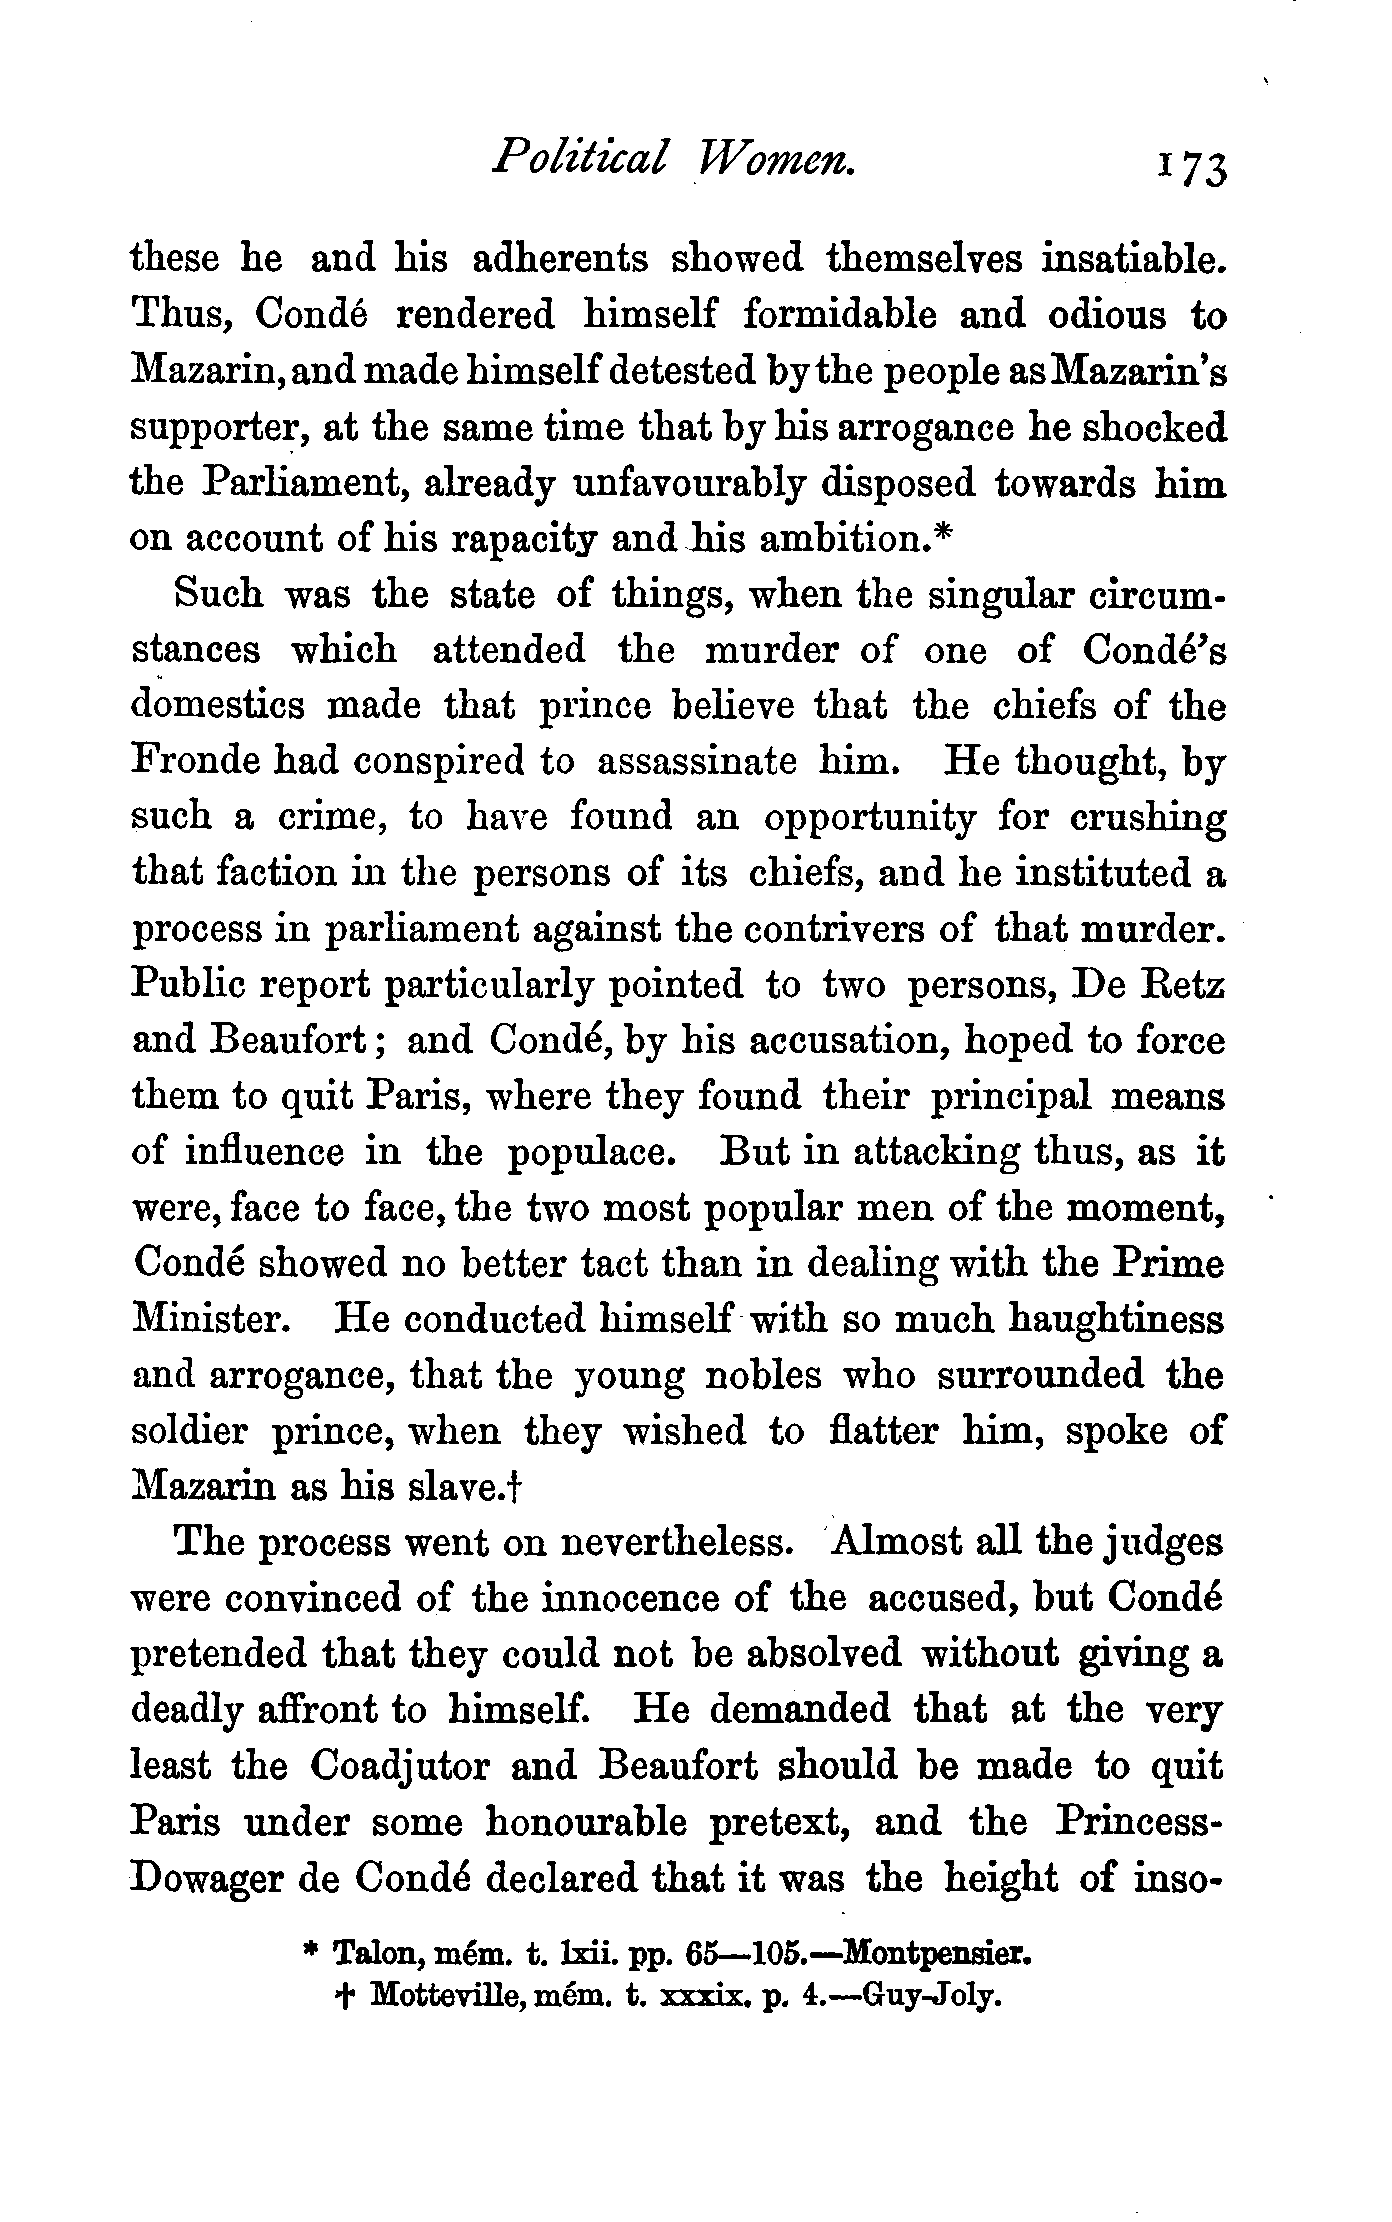 Political Women. 173
these he and his adherents showed themselves insatiable.
Thus, Condé rendered himself formidable and odious to
Mazarin, and made himself detested by the people as Mazarin's
supporter, at the same time that by his arrogance he shocked
the Parliament, already unfavourably disposed towards him
on account of his rapacity and his ambition.*
Such was the state of things, when the singular circum-
stances which attended the murder of one of Condé's
domestics made that prince believe that the chiefs of the
Fronde had conspired to assassinate him. He thought, by
such a crime, to have found an opportunity for crushing
that faction in the persons of its chiefs, and he instituted a
process in parliament against the contrivers of that murder.
Public report particularly pointed to two persons, De Retz
and Beaufort; and Condé, by his accusation, hoped to force
them to quit Paris, where they found their principal means
of influence in the populace. But in attacking thus, as it
were, face to face, the two most popular men of the moment,
Condé showed no better tact than in dealing with the Prime
Minister. He conducted himself with so much haughtiness
and arrogance, that the young nobles who surrounded the
soldier prince, when they wished to flatter him, spoke of
Mazarin as his slave.†
The process went on nevertheless. Almost all the judges
were convinced of the innocence of the accused, but Condé
pretended that they could not be absolved without giving a
deadly affront to himself. He demanded that at the very
least the Coadjutor and Beaufort should be made to quit
Paris under some honourable pretext, and the Princess-
Dowager de Condé declared that it was the height of inso-
* Talon, mém. t. lxii. pp. 65—105.—Montpensier.
† Motteville, mém. t. xxxix. p. 4.—Guy-Joly.